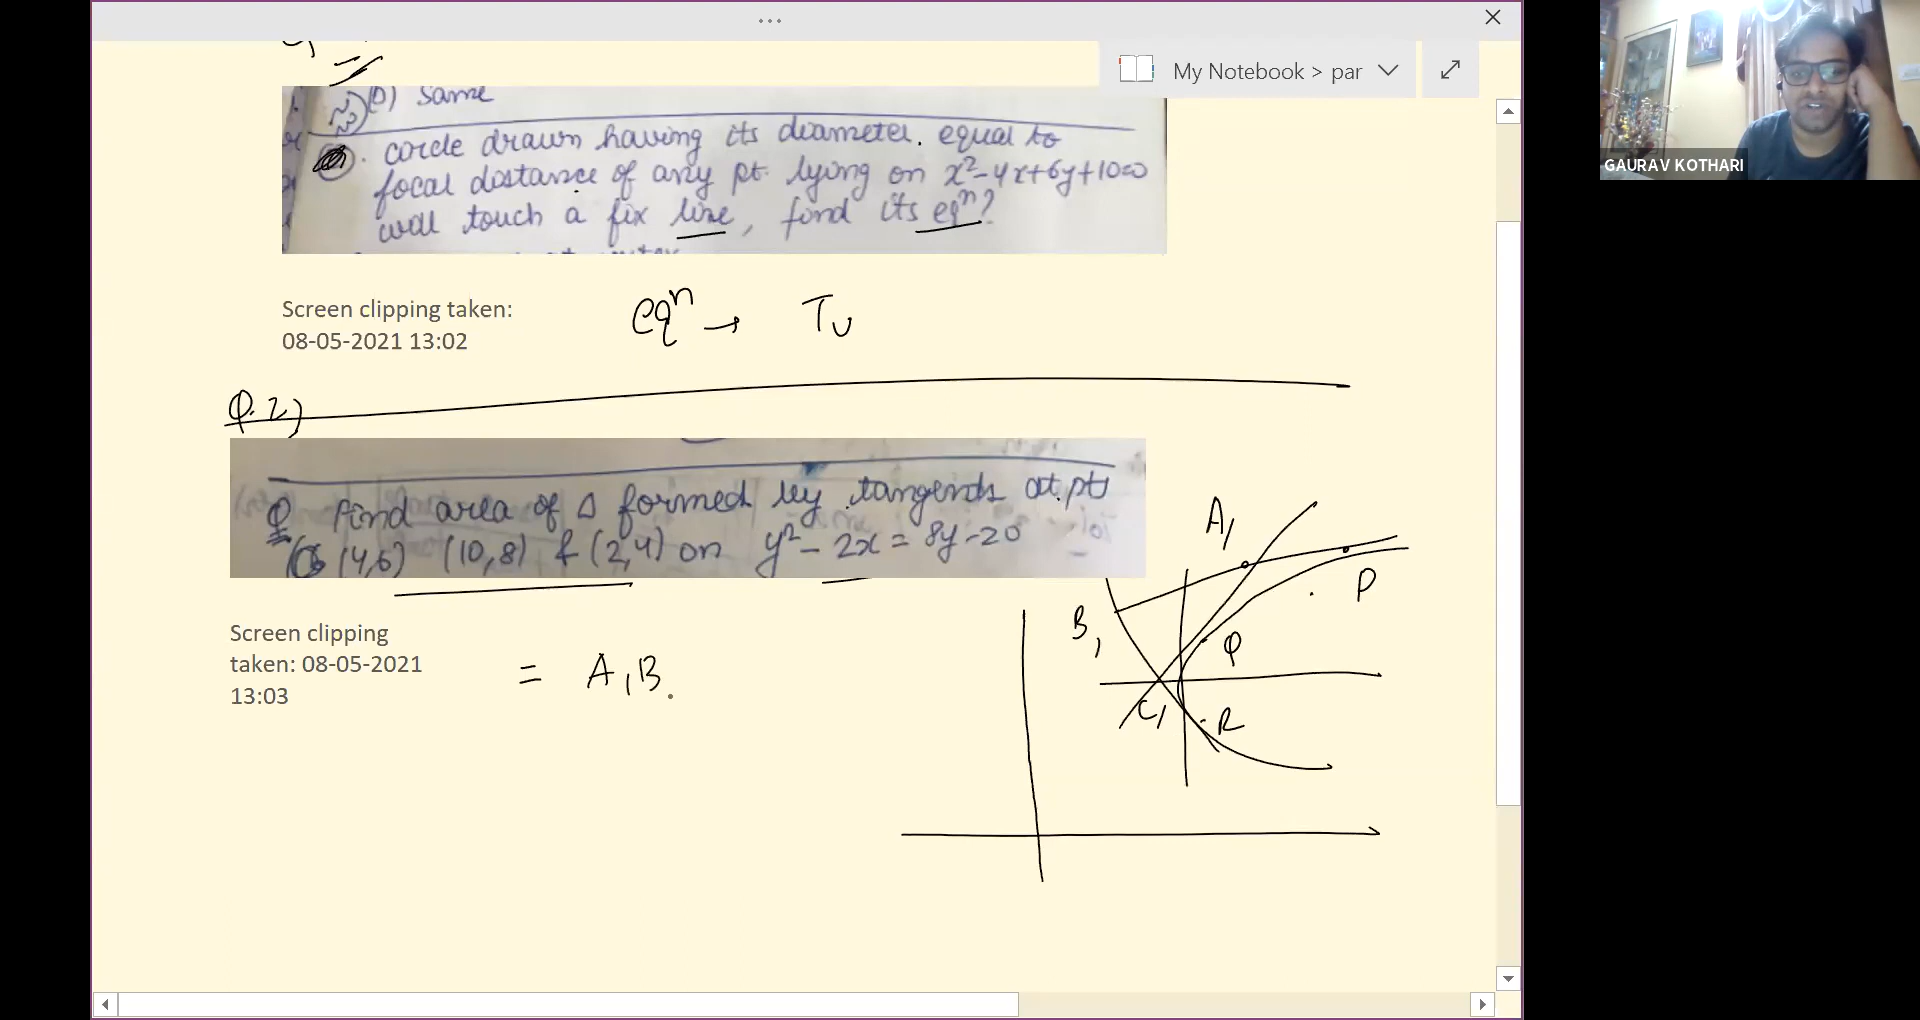 My Notebook > par
(D) same
circle drawn having its diameter. equal to
focal distance of any pt. lying on x²-4x+6y+10=0
will touch a fix line, find its eqⁿ?
GAURAV KOTHARI
Screen clipping taken:
08-05-2021 13:02
eqⁿ → TV
Q.2)
Q find area of Δ formed by tangents at pts
(4,6) (10,8) & (2,4) on y²-2x=8y-20
Screen clipping
taken: 08-05-2021
13:03
= A, B
A,
P
B,
Q
C,
R